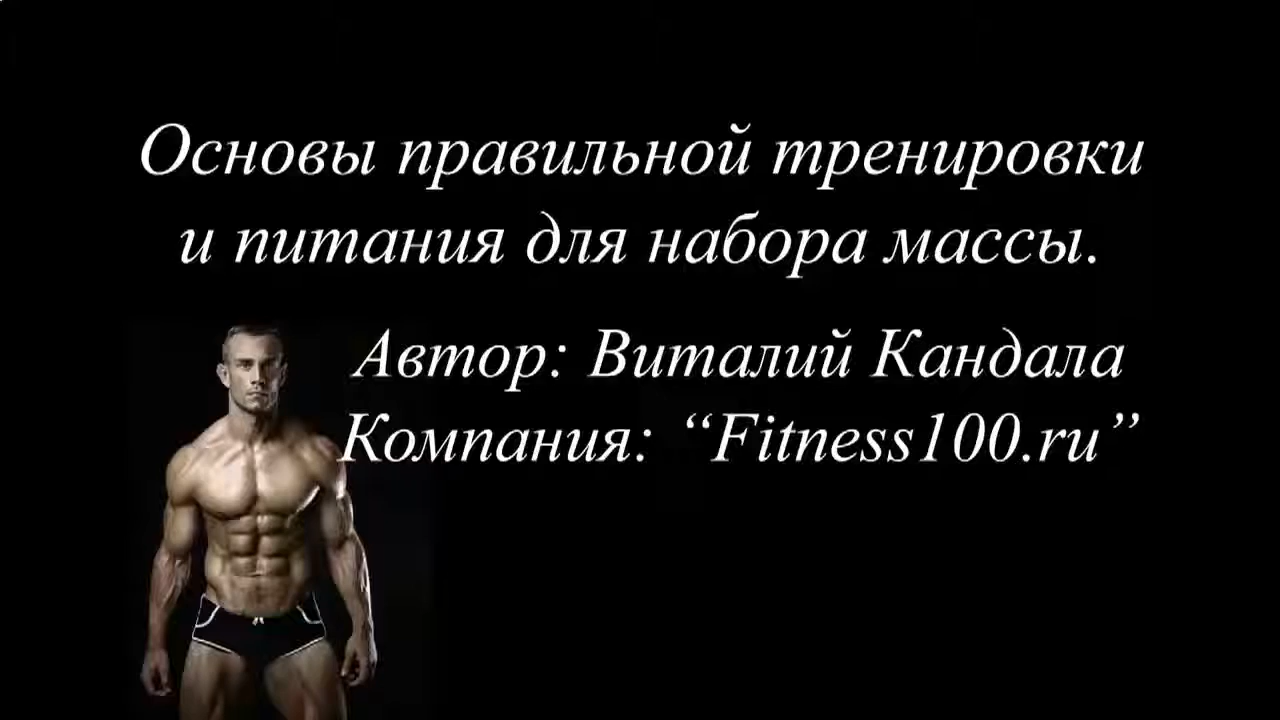 Основы правильной тренировки
и питания для набора массы.
Автор: Виталий Кандала
Компания: “Fitness100.ru”